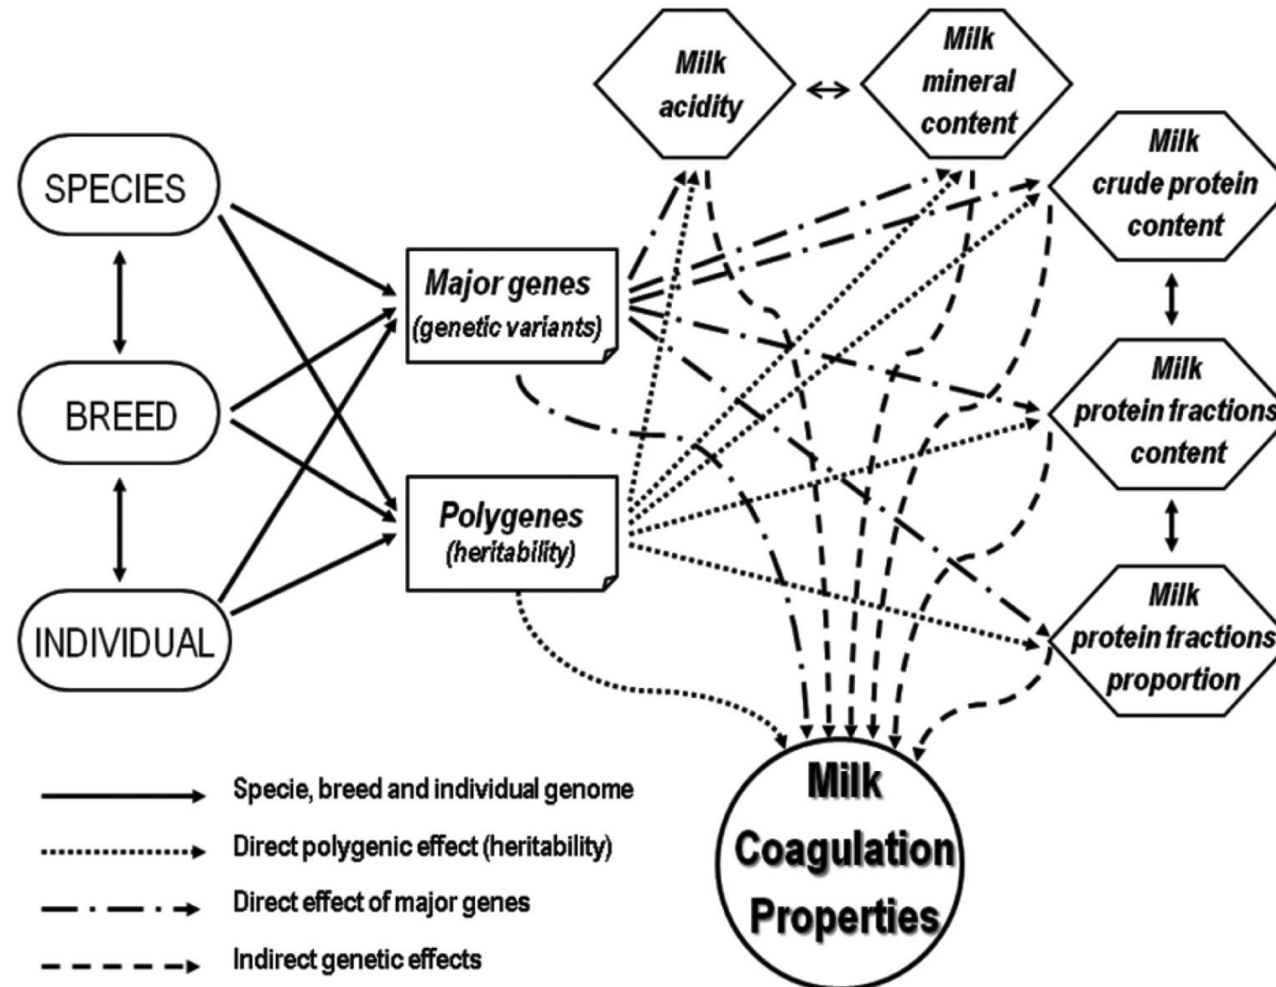 Milk
acidity
Milk
mineral
content
Milk
crude protein
content
SPECIES
Major genes
(genetic variants)
BREED
Milk
protein fractions
content
Polygenes
(heritability)
INDIVIDUAL
Milk
protein fractions
proportion
Milk
Coagulation
Properties
Specie, breed and individual genome
Direct polygenic effect (heritability)
Direct effect of major genes
Indirect genetic effects